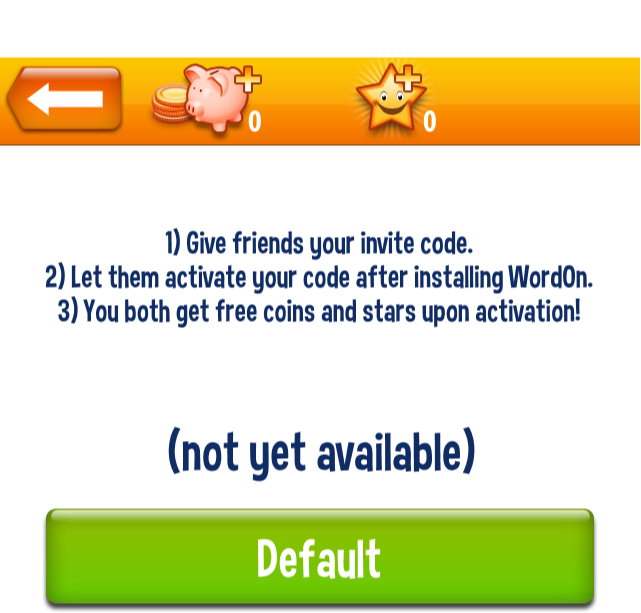 0
0
1) Give friends your invite code.
2) Let them activate your code after installing WordOn.
3) You both get free coins and stars upon activation!
(not yet available)
Default